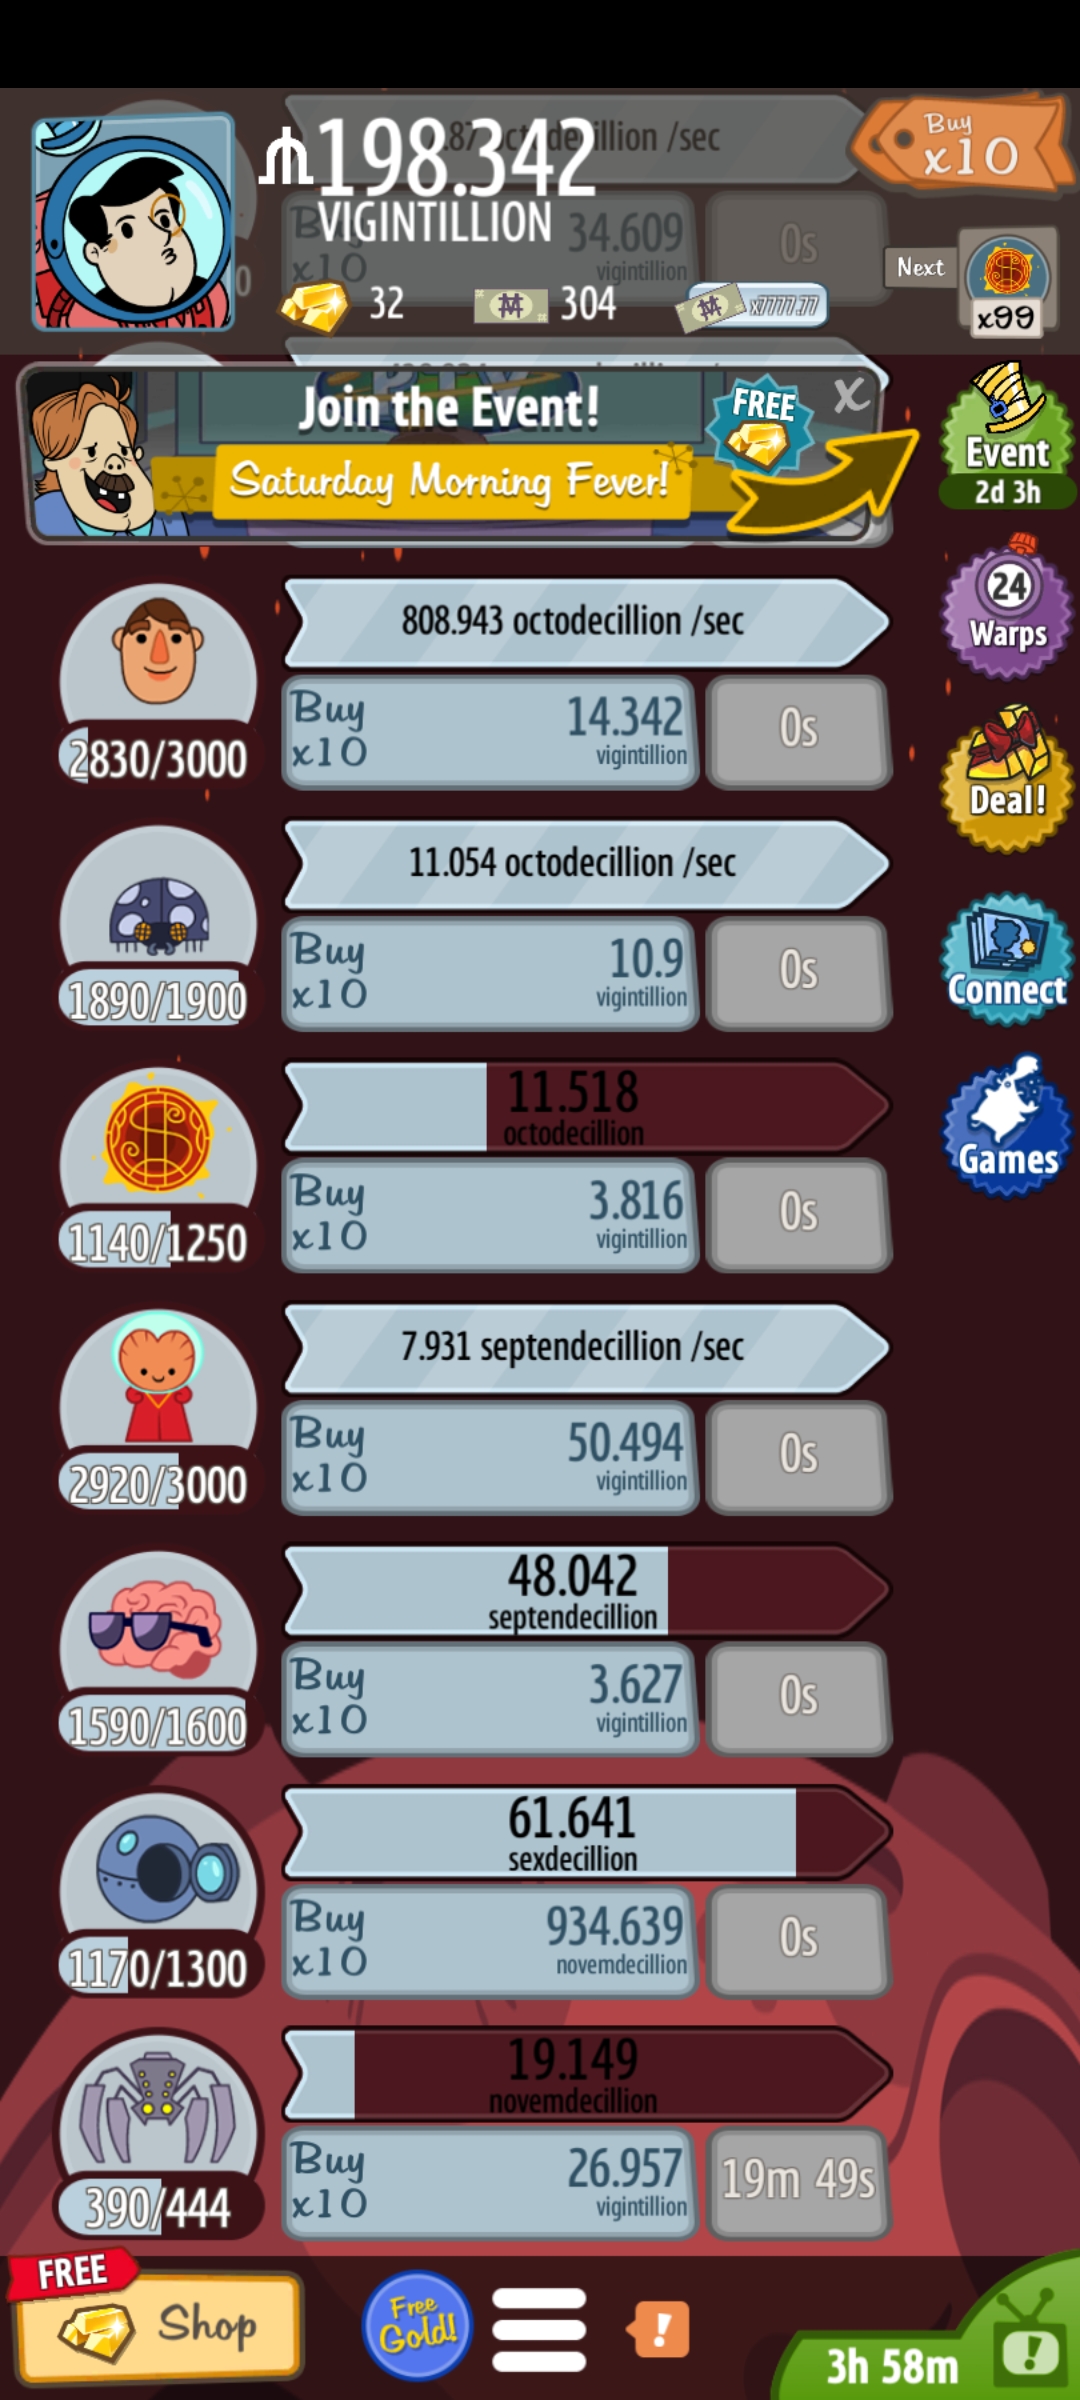 198.342
VIGINTILLION
octodecillion /sec
Buy
x10
34.609
vigintillion
0s
Buy
x10
32
304
x7777.77
Next
x99
Join the Event!
Saturday Morning Fever!
FREE
X
Event
2d 3h
24
Warps
Deal!
Connect
Games
808.943 octodecillion /sec
2830/3000
Buy
x10
14.342
vigintillion
0s
11.054 octodecillion /sec
1890/1900
Buy
x10
10.9
vigintillion
0s
11.518
octodecillion
1140/1250
Buy
x10
3.816
vigintillion
0s
7.931 septendecillion /sec
2920/3000
Buy
x10
50.494
vigintillion
0s
48.042
septendecillion
1590/1600
Buy
x10
3.627
vigintillion
0s
61.641
sexdecillion
1170/1300
Buy
x10
934.639
novemdecillion
0s
19.149
novemdecillion
390/444
Buy
x10
26.957
vigintillion
19m 49s
FREE
Shop
Free
Gold!
!
3h 58m
!